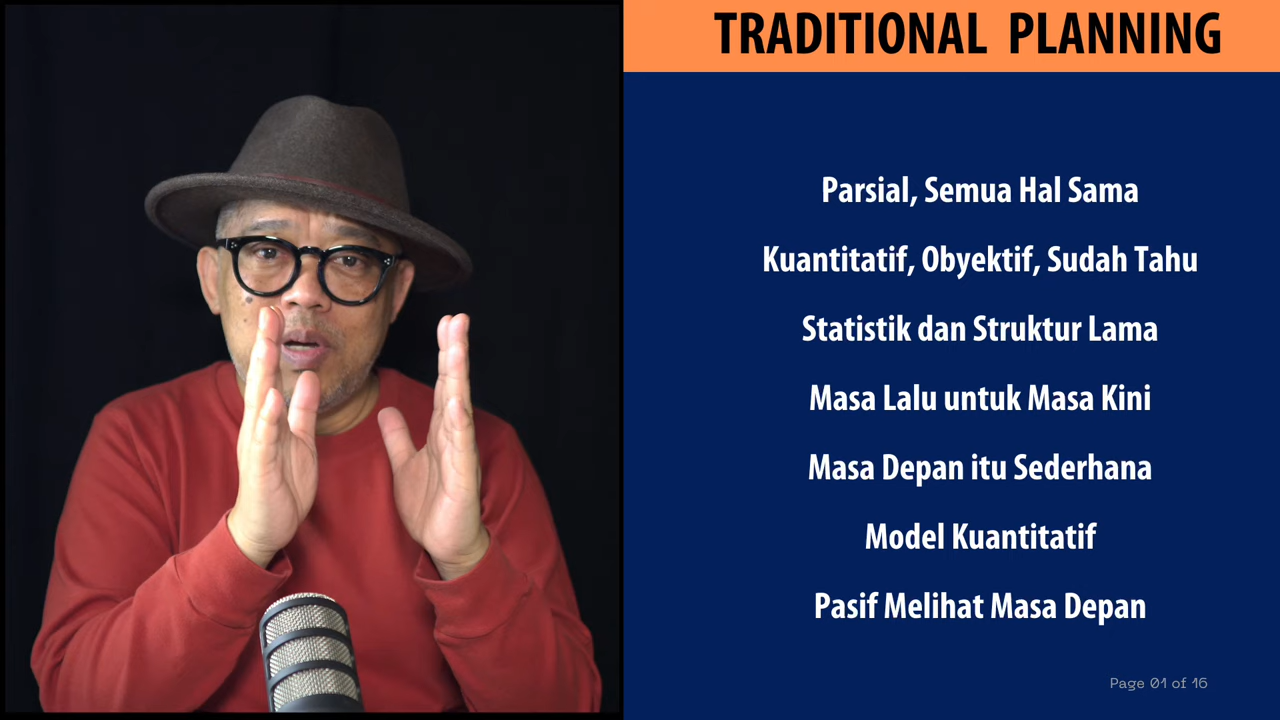 TRADITIONAL PLANNING
Parsial, Semua Hal Sama
Kuantitatif, Obyektif, Sudah Tahu
Statistik dan Struktur Lama
Masa Lalu untuk Masa Kini
Masa Depan itu Sederhana
Model Kuantitatif
Pasif Melihat Masa Depan
Page 01 of 16